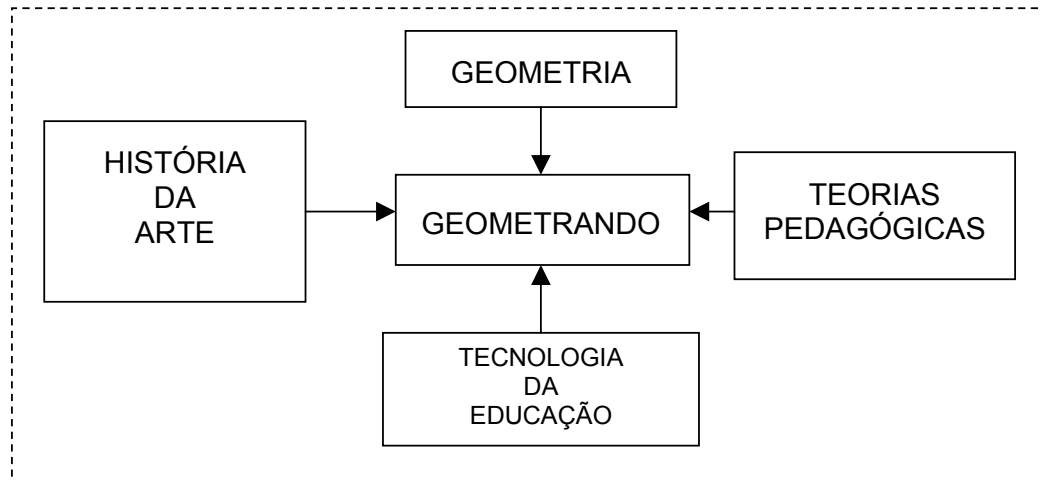 GEOMETRIA
HISTÓRIA
DA
ARTE
GEOMETRANDO
TEORIAS
PEDAGÓGICAS
TECNOLOGIA
DA
EDUCAÇÃO